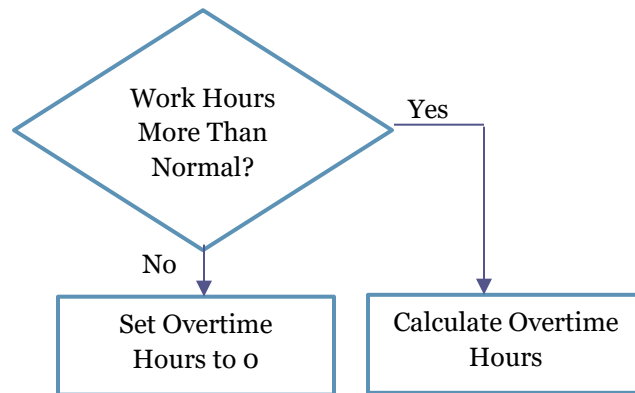 Work Hours
More Than
Normal?
Yes
No
Set Overtime
Hours to 0
Calculate Overtime
Hours